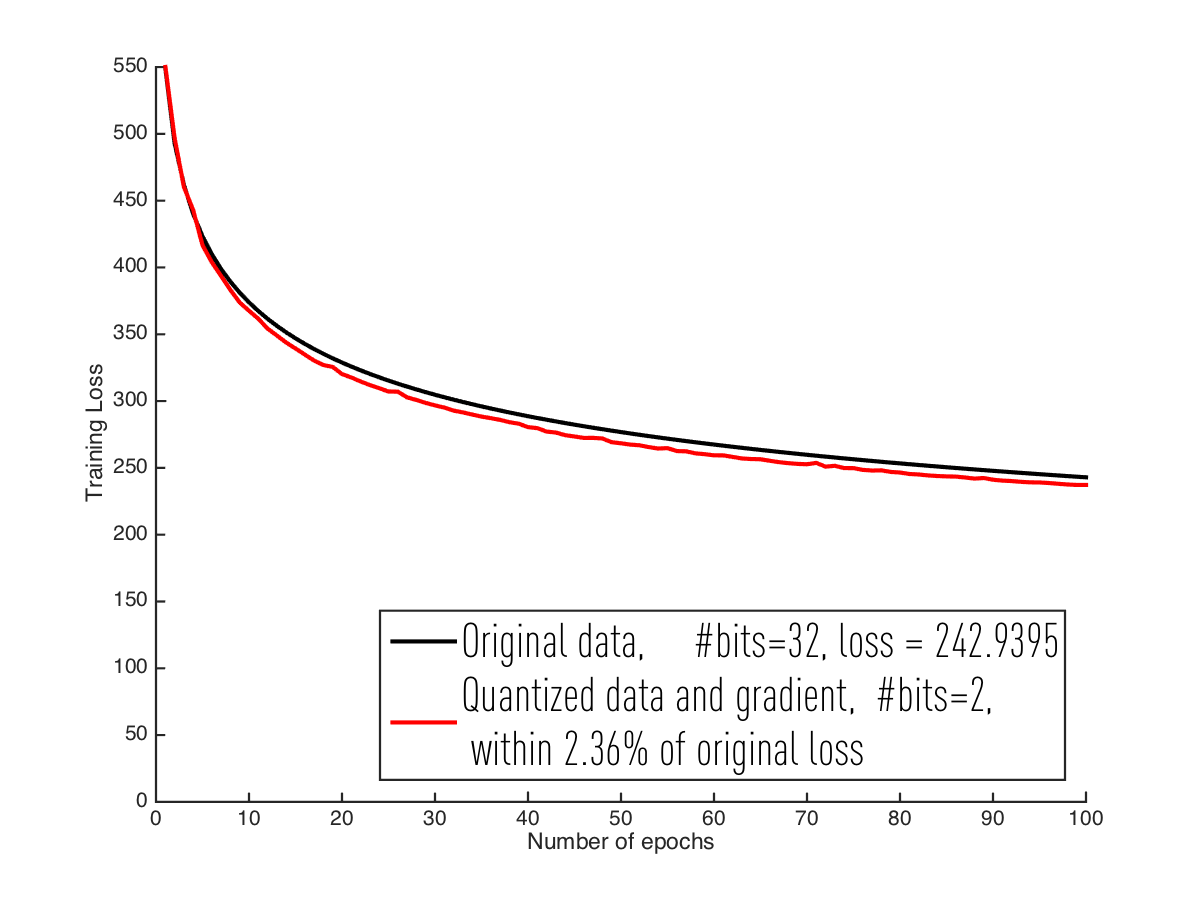 550
500
450
400
350
300
250
200
150
100
50
0
Training Loss
Original data, #bits=32, loss = 242.9395
Quantized data and gradient, #bits=2,
within 2.36% of original loss
0 10 20 30 40 50 60 70 80 90 100
Number of epochs